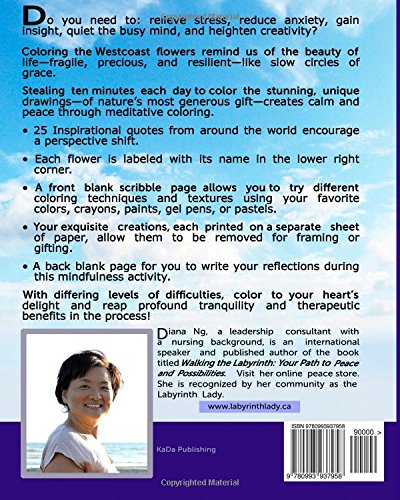 Do you need to: relieve stress, reduce anxiety, gain
insight, quiet the busy mind, and heighten creativity?
Coloring the Westcoast flowers remind us of the beauty of
life—fragile, precious, and resilient—like slow circles of
grace.
Stealing ten minutes each day to color the stunning, unique
drawings—of nature's most generous gift—creates calm and
peace through meditative coloring.
• 25 Inspirational quotes from around the world encourage
a perspective shift.
• Each flower is labeled with its name in the lower right
corner.
• A front blank scribble page allows you to try different
coloring techniques and textures using your favorite
colors, crayons, paints, gel pens, or pastels.
• Your exquisite creations, each printed on a separate sheet
of paper, allow them to be removed for framing or
gifting.
• A back blank page for you to write your reflections during
this mindfulness activity.
With differing levels of difficulties, color to your heart's
delight and reap profound tranquility and therapeutic
benefits in the process!
Diana Ng, a leadership consultant with
a nursing background, is an international
speaker and published author of the book
titled Walking the Labyrinth: Your Path to Peace
and Possibilities. Visit her online peace store.
She is recognized by her community as the
Labyrinth Lady.
www.labyrinthlady.ca
KaDa Publishing
ISBN 9780993937958
90000 >
9 780993 937958
Copyrighted Material